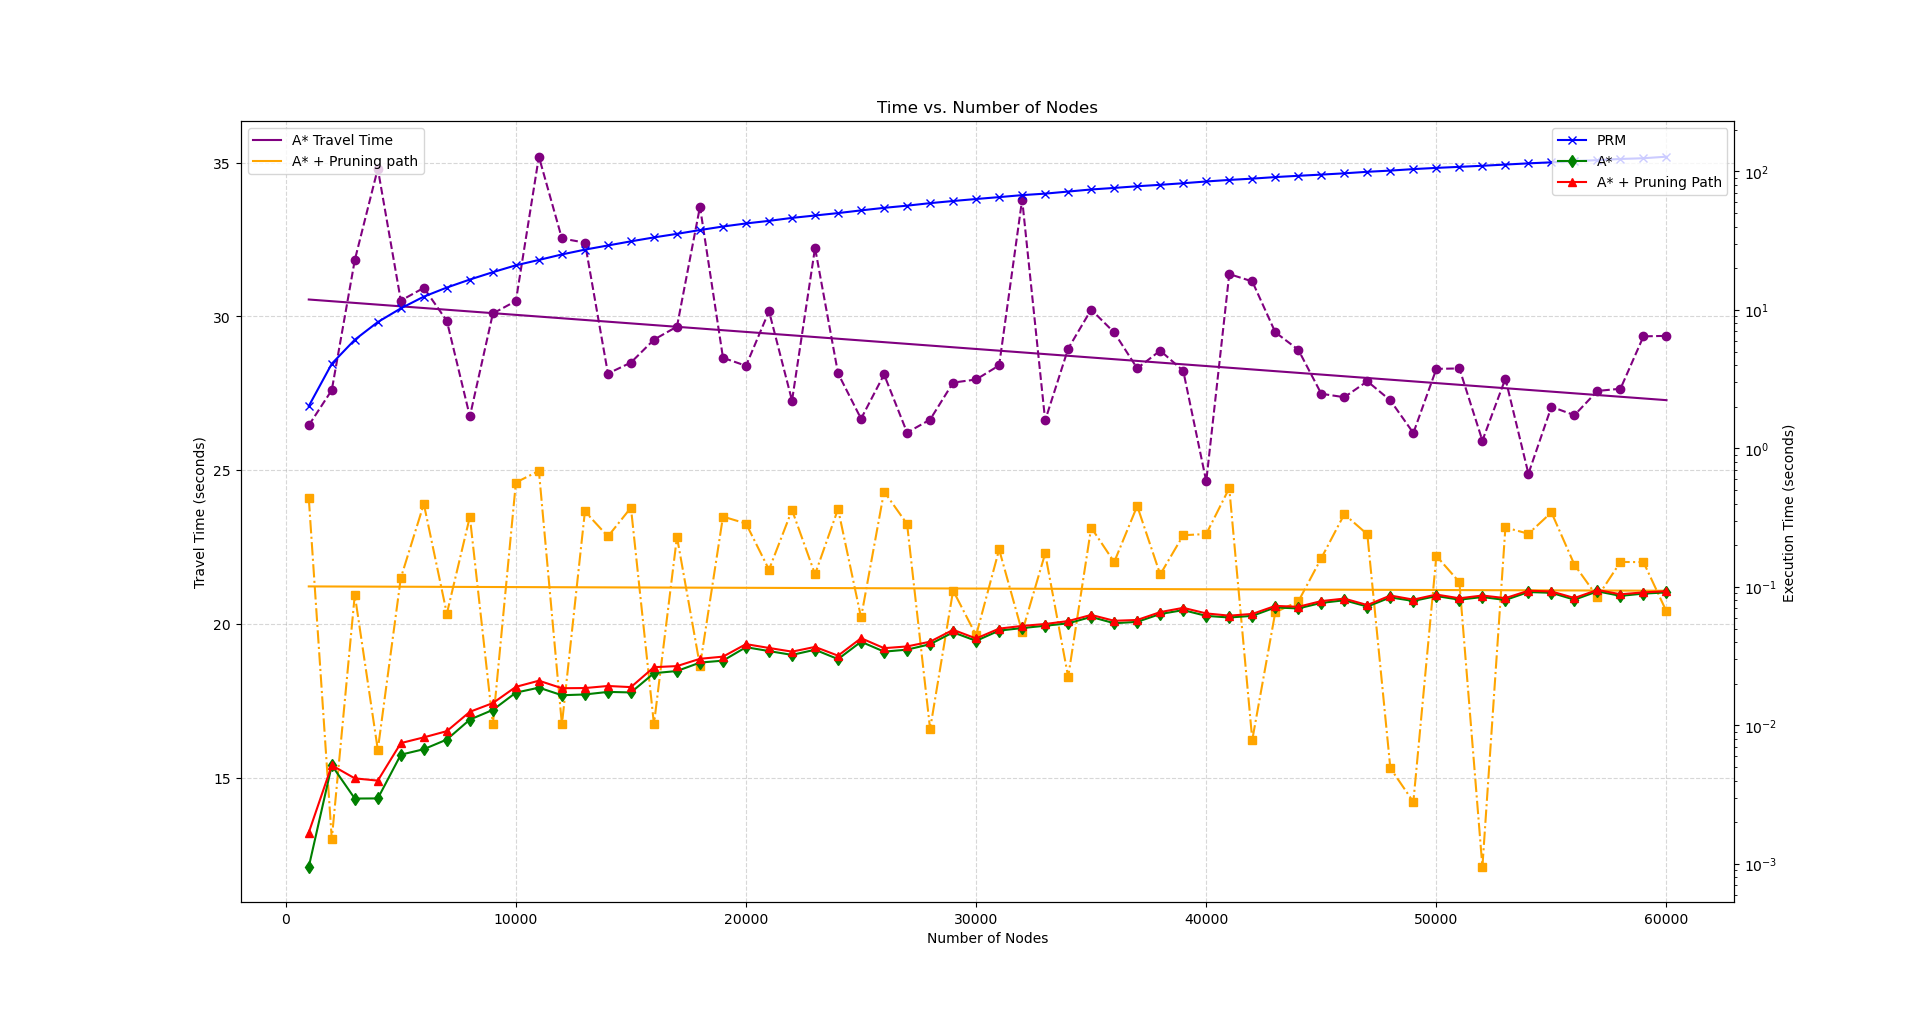 Time vs. Number of Nodes
A* Travel Time
A* + Pruning path
PRM
A*
A* + Pruning Path
35
30
25
20
15
Travel Time (seconds)
10²
10¹
10⁰
10⁻¹
10⁻²
10⁻³
Execution Time (seconds)
0 10000 20000 30000 40000 50000 60000
Number of Nodes